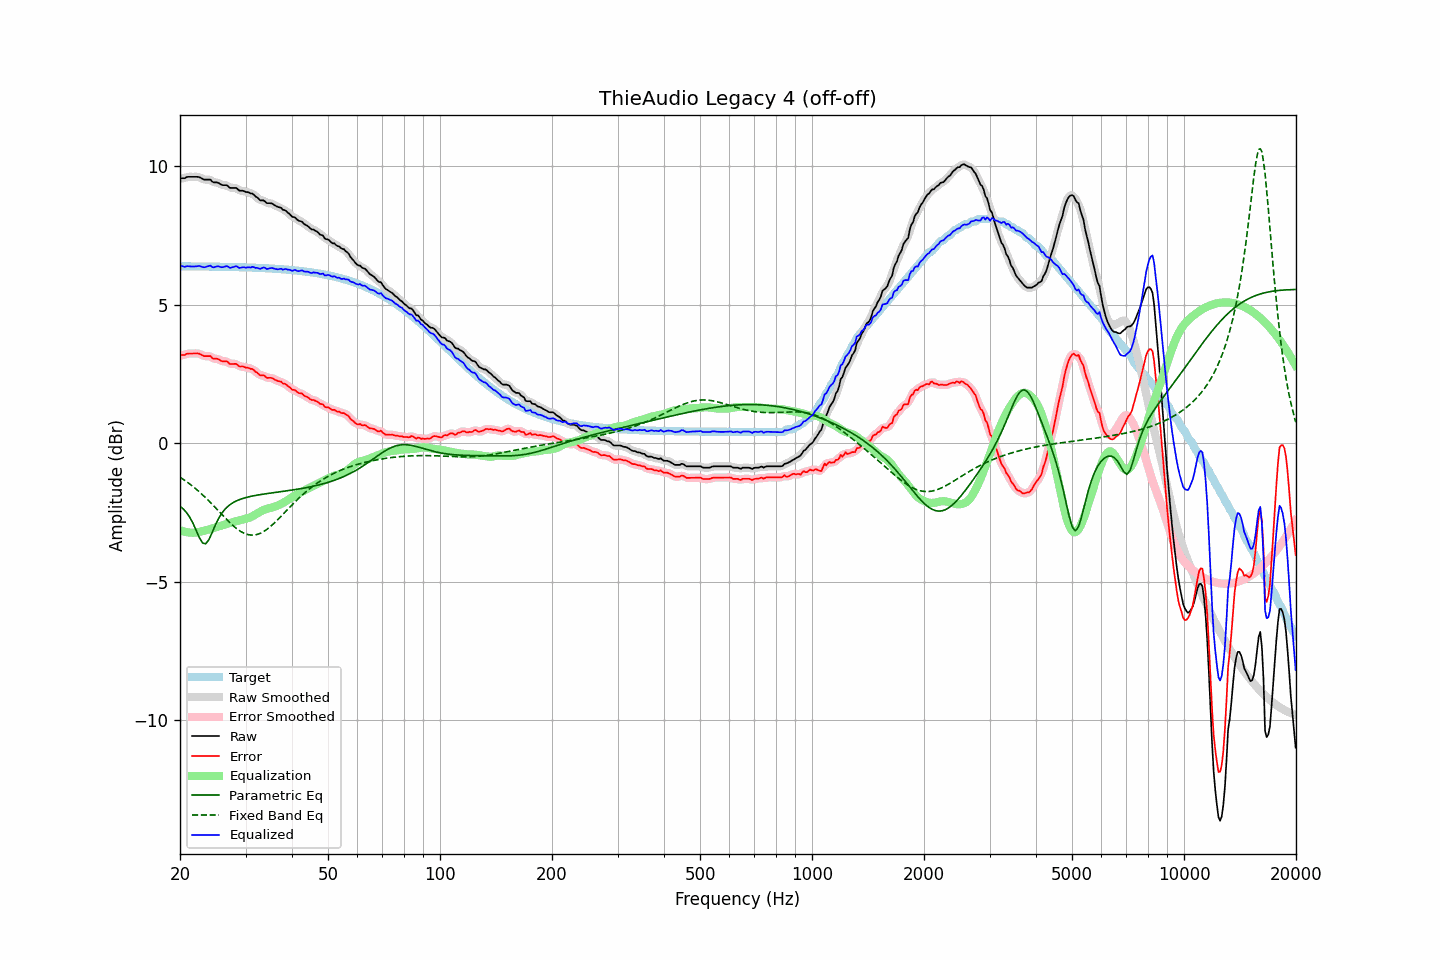 ThieAudio Legacy 4 (off-off)
Amplitude (dBr)
10
5
0
−5
−10
Target
Raw Smoothed
Error Smoothed
Raw
Error
Equalization
Parametric Eq
Fixed Band Eq
Equalized
20 50 100 200 500 1000 2000 5000 10000 20000
Frequency (Hz)